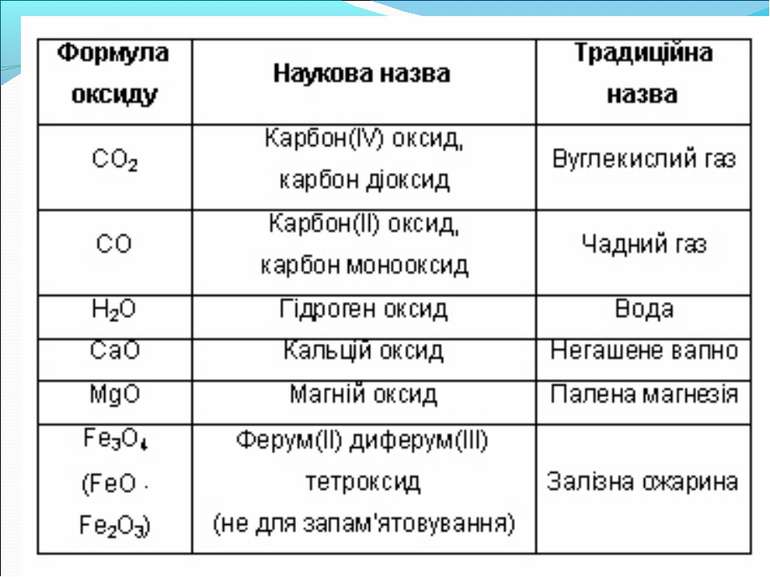 Формула оксиду
Наукова назва
Традиційна назва
CO₂
Карбон(IV) оксид,
карбон діоксид
Вуглекислий газ
CO
Карбон(II) оксид,
карбон монооксид
Чадний газ
H₂O
Гідроген оксид
Вода
CaO
Кальцій оксид
Негашене вапно
MgO
Магній оксид
Палена магнезія
Fe₃O₄
(FeO ·
Fe₂O₃)
Ферум(II) диферум(III)
тетроксид
(не для запам'ятовування)
Залізна ожарина